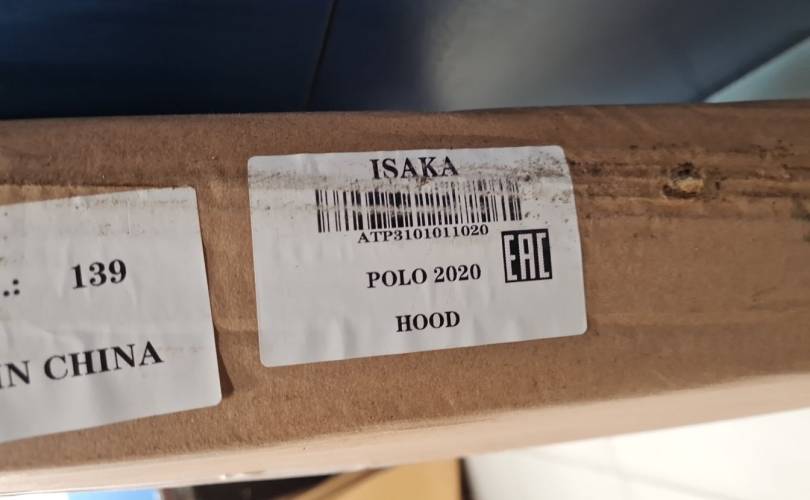 .: 139
IN CHINA
ISAKA
ATP3101011020
EAC
POLO 2020
HOOD